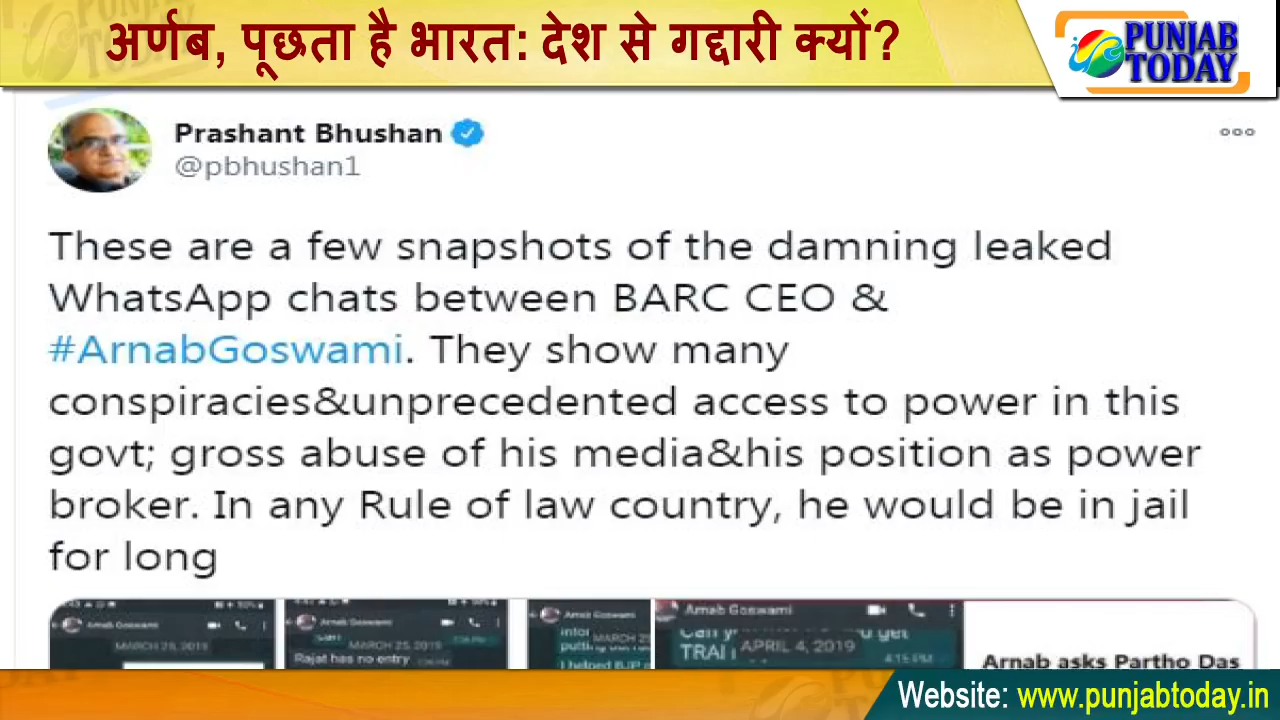 अर्णब, पूछता है भारत: देश से गद्दारी क्यों?
PUNJAB
TODAY
Prashant Bhushan
@pbhushan1
These are a few snapshots of the damning leaked
WhatsApp chats between BARC CEO &
#ArnabGoswami. They show many
conspiracies&unprecedented access to power in this
govt; gross abuse of his media&his position as power
broker. In any Rule of law country, he would be in jail
for long
Arnab Goswami
MARCH 25, 2019
Arnab Goswami
MARCH 25, 2019
Rajat has no entry
Arnab Goswami
MARCH 25
I helped BJP
Arnab Goswami
get
TRAI
APRIL 4, 2019
4:15 PM
Arnab asks Partho Das
Website: www.punjabtoday.in